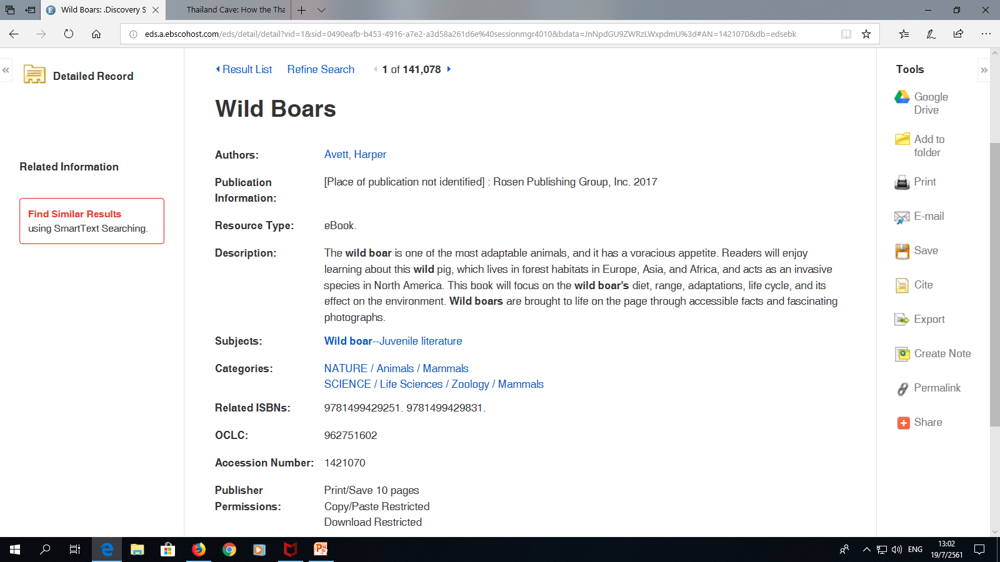 Wild Boars: .Discovery S
Thailand Cave: How the Tha
eds.a.ebscohost.com/eds/detail/detail?vid=1&sid=0490eafb-b453-4916-a7e2-a3d58a261d6e%40sessionmgr4010&bdata=JnNpdGU9ZWRzLWxpdmU%3d#AN=1421070&db=edsebk
Detailed Record
Related Information
Find Similar Results
using SmartText Searching.
Result List Refine Search 1 of 141,078
Wild Boars
Authors: Avett, Harper
Publication Information: [Place of publication not identified] : Rosen Publishing Group, Inc. 2017
Resource Type: eBook.
Description: The wild boar is one of the most adaptable animals, and it has a voracious appetite. Readers will enjoy
learning about this wild pig, which lives in forest habitats in Europe, Asia, and Africa, and acts as an invasive
species in North America. This book will focus on the wild boar's diet, range, adaptations, life cycle, and its
effect on the environment. Wild boars are brought to life on the page through accessible facts and fascinating
photographs.
Subjects: Wild boar--Juvenile literature
Categories: NATURE / Animals / Mammals
SCIENCE / Life Sciences / Zoology / Mammals
Related ISBNs: 9781499429251. 9781499429831.
OCLC: 962751602
Accession Number: 1421070
Publisher Permissions: Print/Save 10 pages
Copy/Paste Restricted
Download Restricted
Tools
Google
Drive
Add to
folder
Print
E-mail
Save
Cite
Export
Create Note
Permalink
Share
ENG
13:02
19/7/2561